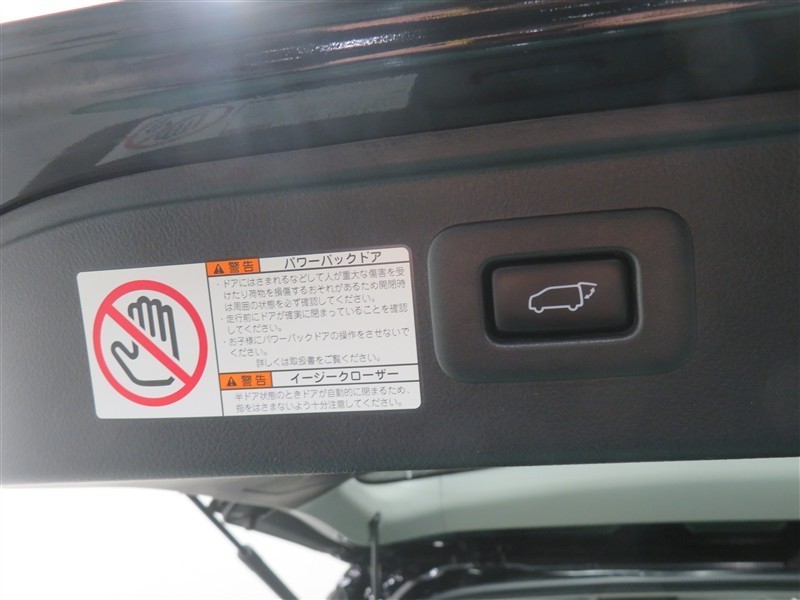 警告 パワーバックドア
・ドアにはさまれるなどして人が重大な傷害を受
けたり荷物を損傷するおそれがあるため開閉時
は周囲の状態を必ず確認してください。
・走行前にドアが確実に閉まっていることを確認
してください。
・お子様にパワーバックドアの操作をさせないで
ください。
詳しくは取扱書をご覧ください。
警告 イージークローザー
半ドア状態のときドアが自動的に閉まるため、
指をはさまないよう十分注意してください。